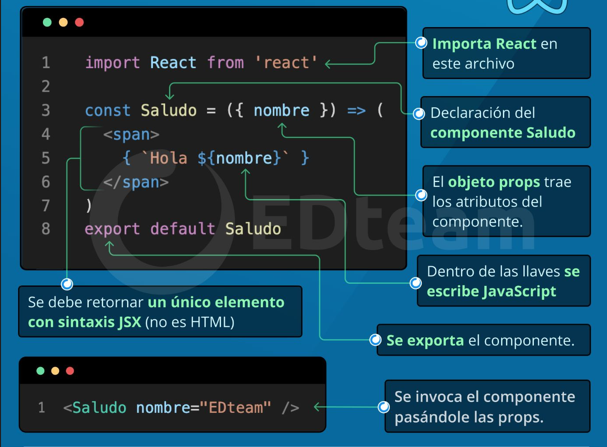 1 import React from 'react'
2
3 const Saludo = ({ nombre }) => (
4 <span>
5 { `Hola ${nombre}` }
6 </span>
7 )
8 export default Saludo
Importa React en
este archivo
Declaración del
componente Saludo
El objeto props trae
los atributos del
componente.
Dentro de las llaves se
escribe JavaScript
Se debe retornar un único elemento
con sintaxis JSX (no es HTML)
Se exporta el componente.
1 <Saludo nombre="EDteam" />
Se invoca el componente
pasándole las props.
EDteam